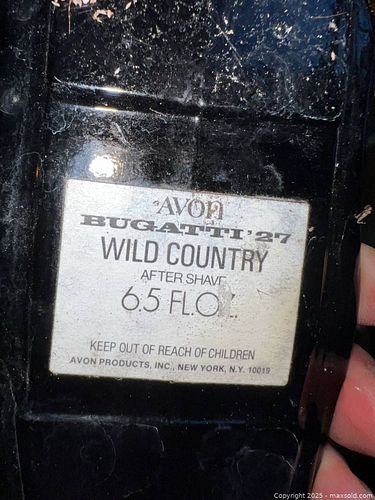 AVON
BUGATTI '27
WILD COUNTRY
AFTER SHAVE
6.5 FL.OZ.
KEEP OUT OF REACH OF CHILDREN
AVON PRODUCTS, INC., NEW YORK, N.Y. 10019
Copyright 2025 - maxsold.com